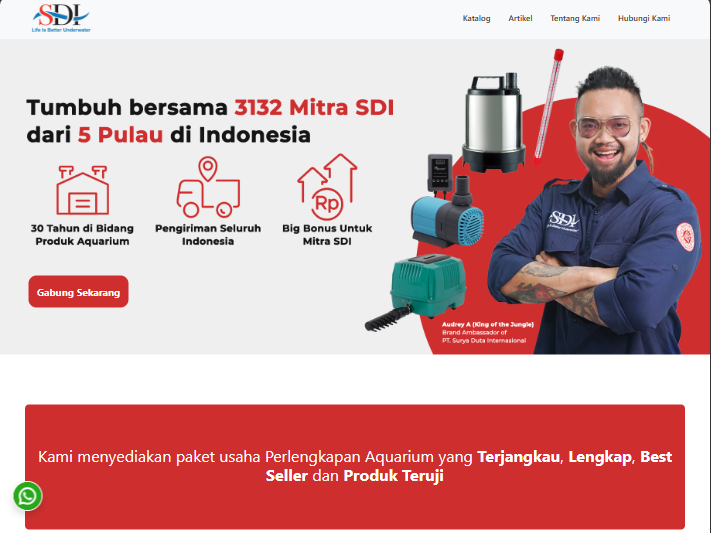 SDI
Life Is Better Underwater
Katalog Artikel Tentang Kami Hubungi Kami
Tumbuh bersama 3132 Mitra SDI
dari 5 Pulau di Indonesia
Rp
30 Tahun di Bidang
Produk Aquarium
Pengiriman Seluruh
Indonesia
Big Bonus Untuk
Mitra SDI
Gabung Sekarang
SDI
Audrey A (King of the Jungle)
Brand Ambassador of
PT. Surya Duta Internasional
Kami menyediakan paket usaha Perlengkapan Aquarium yang Terjangkau, Lengkap, Best
Seller dan Produk Teruji